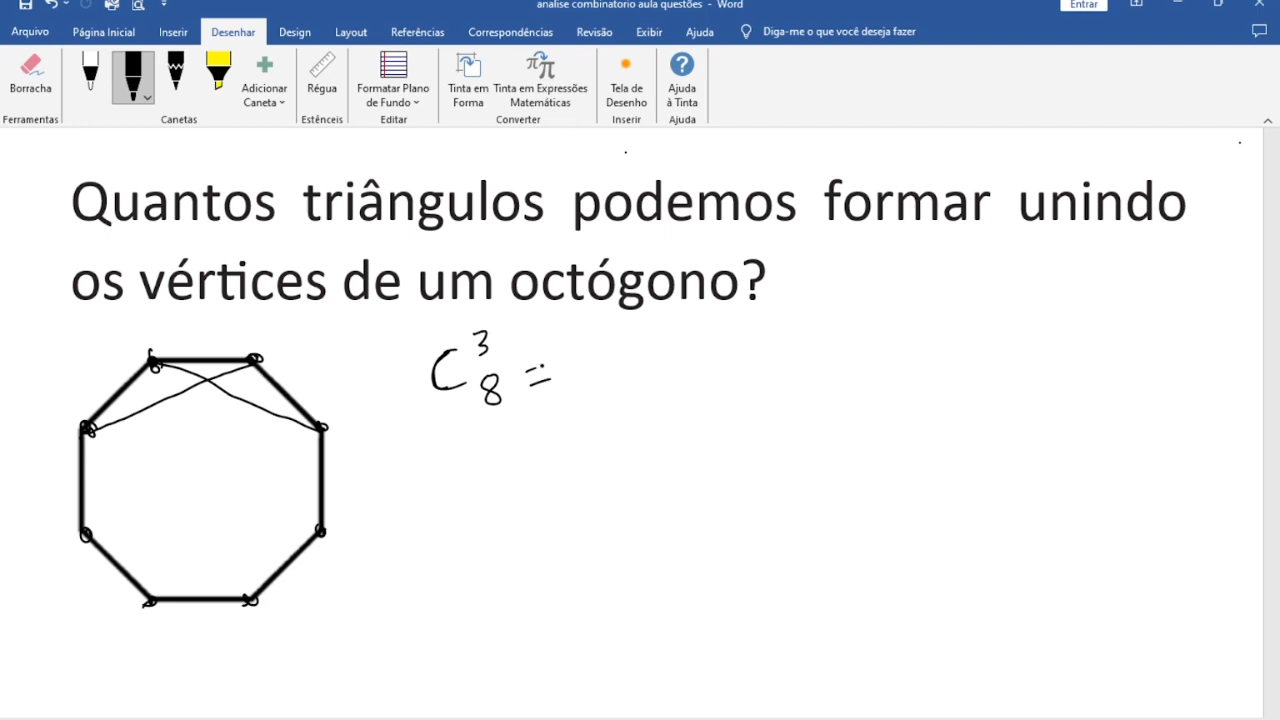 analise combinatorio aula questões - Word
Entrar
Arquivo Página Inicial Inserir Desenhar Design Layout Referências Correspondências Revisão Exibir Ajuda Diga-me o que você deseja fazer
Borracha
Adicionar Caneta
Régua
Formatar Plano de Fundo
Tinta em Forma
Tinta em Expressões Matemáticas
Tela de Desenho
Ajuda à Tinta
Ferramentas Canetas Estênceis Editar Converter Inserir Ajuda
Quantos triângulos podemos formar unindo
os vértices de um octógono?
C 3 8 =